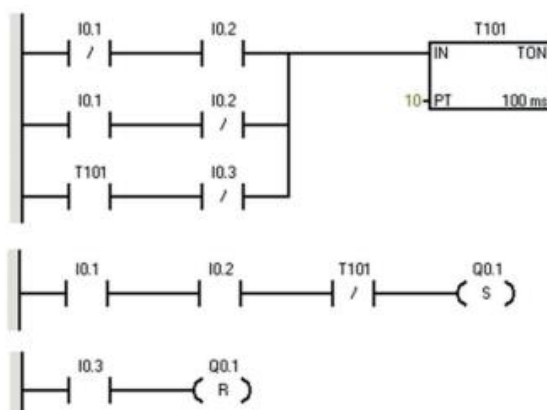 T101
I0.1 I0.2
/
IN TON
I0.1 I0.2
/
10 PT 100 ms
T101 I0.3
/
I0.1 I0.2 T101 Q0.1
/ S
I0.3 Q0.1
R